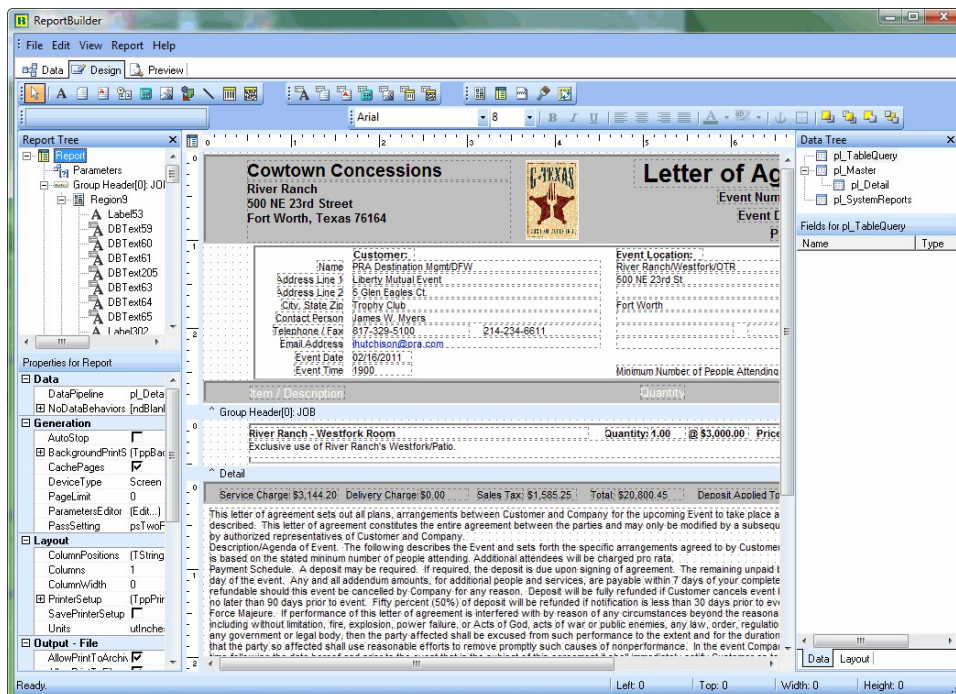 ReportBuilder
File Edit View Report Help
Data Design Preview
Arial 8 B I U
Report Tree
Report
Parameters
Group Header[0]: JOI
Region9
Label53
DBText59
DBText60
DBText61
DBText205
DBText63
DBText64
DBText65
Label302
Properties for Report
Data
DataPipeline pl_Deta
NoDataBehaviors [ndBlanl
Generation
AutoStop
BackgroundPrintS (TppBac
CachePages
DeviceType Screen
PageLimit 0
ParametersEditor (Edit...)
PassSetting psTwoF
Layout
ColumnPositions (TString
Columns 1
ColumnWidth 0
PrinterSetup (TppPrin
SavePrinterSetup
Units utInche:
Output - File
AllowPrintToArchiv
0 1 2 3 4 5 6
Cowtown Concessions
River Ranch
500 NE 23rd Street
Fort Worth, Texas 76164
TEXAS
Letter of Ag
Event Num
Event D
P
Customer:
Name PRA Destination Mgmt/DFW
Address Line 1 Liberty Mutual Event
Address Line 2 5 Glen Eagles Ct.
City, State Zip Trophy Club
Contact Person James W. Myers
Telephone / Fax 817-329-5100 214-234-6611
Email Address lhutchison@pra.com
Event Date 02/16/2011
Event Time 1900
Event Location:
River Ranch/Westfork/OTR
500 NE 23rd St
Fort Worth
Minimum Number of People Attending
Item / Description Quantity
^ Group Header[0]: JOB
River Ranch - Westfork Room Quantity: 1.00 @ $3,000.00 Price
Exclusive use of River Ranch's Westfork/Patio.
^ Detail
Service Charge: $3,144.20 Delivery Charge: $0.00 Sales Tax: $1,585.25 Total: $20,800.45 Deposit Applied To
This letter of agreement sets out all plans, arrangements between Customer and Company for the upcoming Event to take place a
described. This letter of agreement constitutes the entire agreement between the parties and may only be modified by a subsequ
by authorized representatives of Customer and Company.
Description/Agenda of Event. The following describes the Event and sets forth the specific arrangements agreed to by Customer
is based on the stated minimum number of people attending. Additional attendees will be charged pro rata.
Payment Schedule. A deposit may be required. If required, the deposit is due upon signing of agreement. The remaining unpaid b
day of the event. Any and all addendum amounts, for additional people and services, are payable within 7 days of your complete
refundable should this event be cancelled by Company for any reason. Deposit will be fully refunded if Customer cancels event i
no later than 90 days prior to event. Fifty percent (50%) of deposit will be refunded if notification is less than 30 days prior to eve
Force Majeure. If performance of this letter of agreement is interfered with by reason of any circumstances beyond the reasona
including without limitation, fire, explosion, power failure, or Acts of God, acts of war or public enemies, any law, order, regulatio
any government or legal body, then the party affected shall be excused from such performance to the extent and for the duration
that the party so affected shall use reasonable efforts to remove promptly such causes of nonperformance. In the event Compa
Data Tree
pl_TableQuery
pl_Master
pl_Detail
pl_SystemReports
Fields for pl_TableQuery
Name Type
Data Layout
Ready. Left: 0 Top: 0 Width: 0 Height: 0